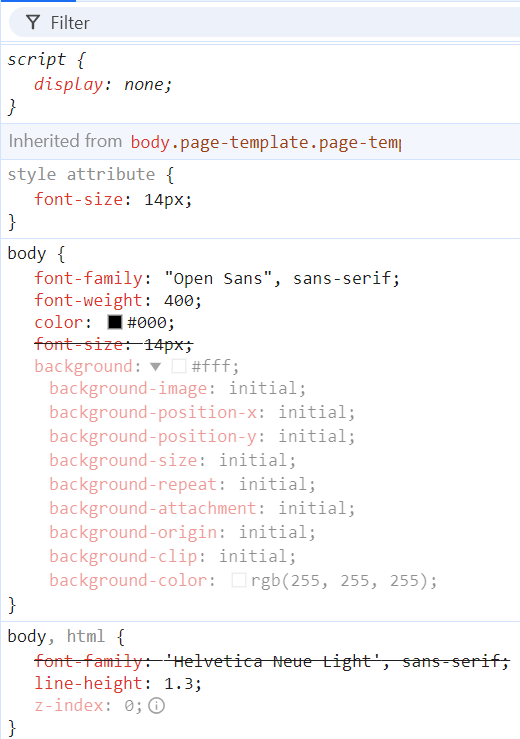 Filter
script {
display: none;
}
Inherited from body.page-template.page-tem
style attribute {
font-size: 14px;
}
body {
font-family: "Open Sans", sans-serif;
font-weight: 400;
color: #000;
font-size: 14px;
background: #fff;
background-image: initial;
background-position-x: initial;
background-position-y: initial;
background-size: initial;
background-repeat: initial;
background-attachment: initial;
background-origin: initial;
background-clip: initial;
background-color: rgb(255, 255, 255);
}
body, html {
font-family: 'Helvetica Neue Light', sans-serif;
line-height: 1.3;
z-index: 0;
}